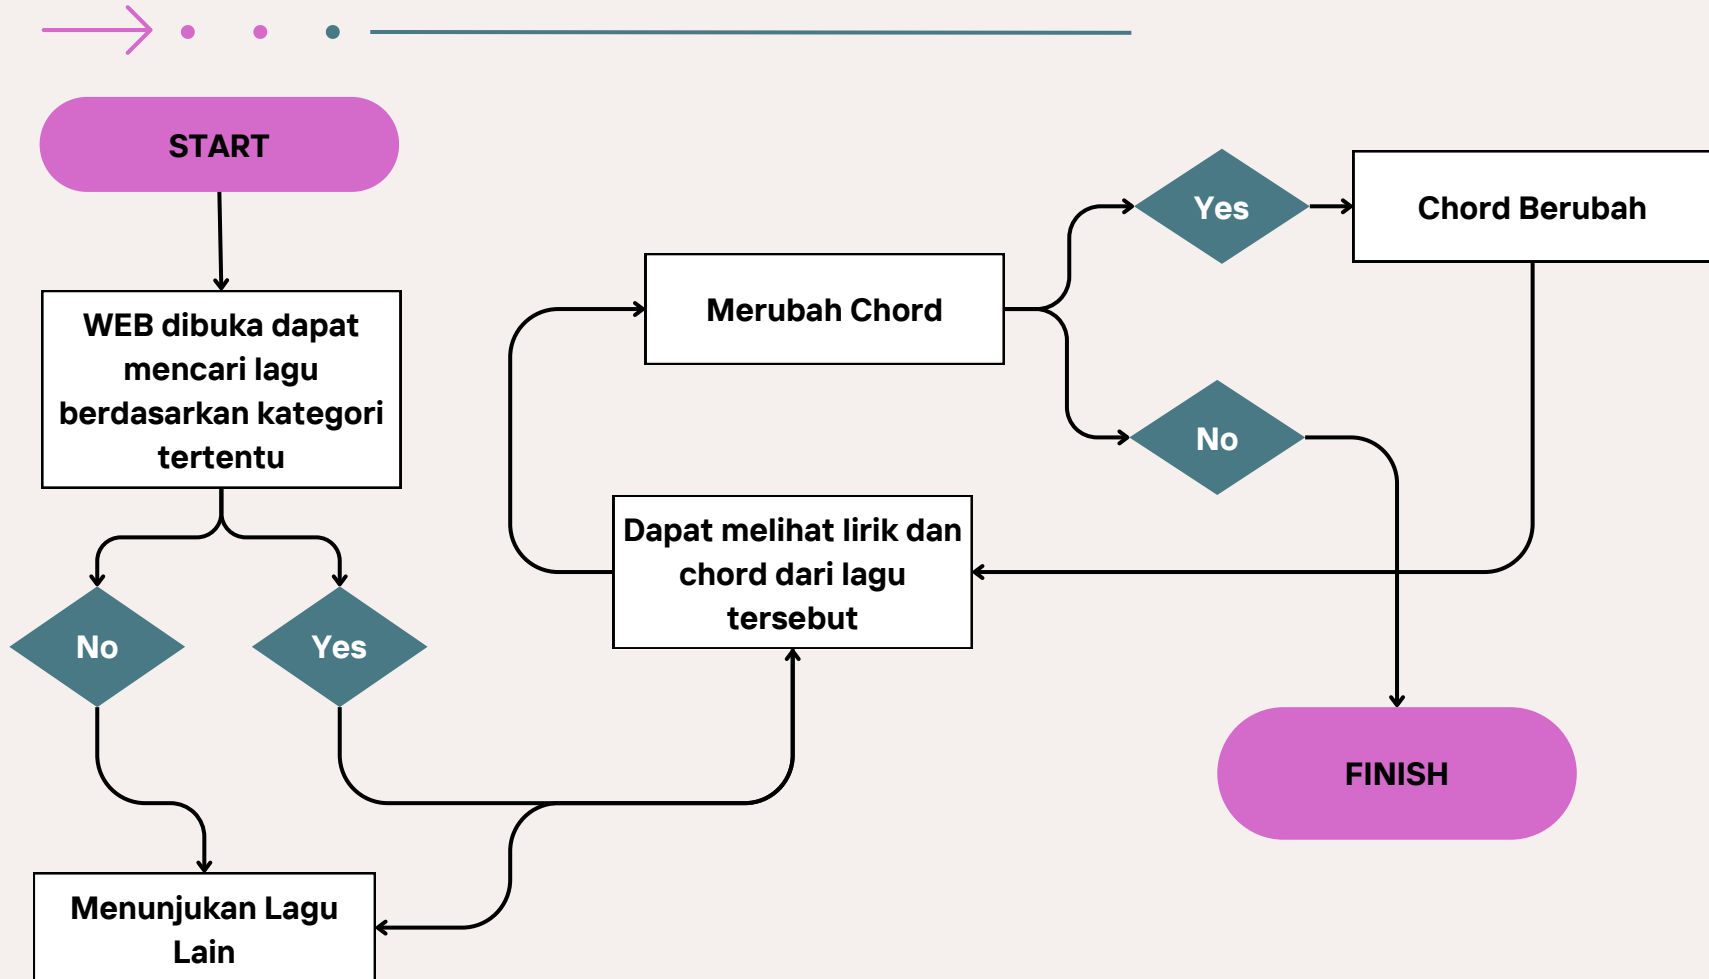 START
WEB dibuka dapat
mencari lagu
berdasarkan kategori
tertentu
No
Yes
Menunjukan Lagu
Lain
Dapat melihat lirik dan
chord dari lagu
tersebut
Merubah Chord
Yes
Chord Berubah
No
FINISH